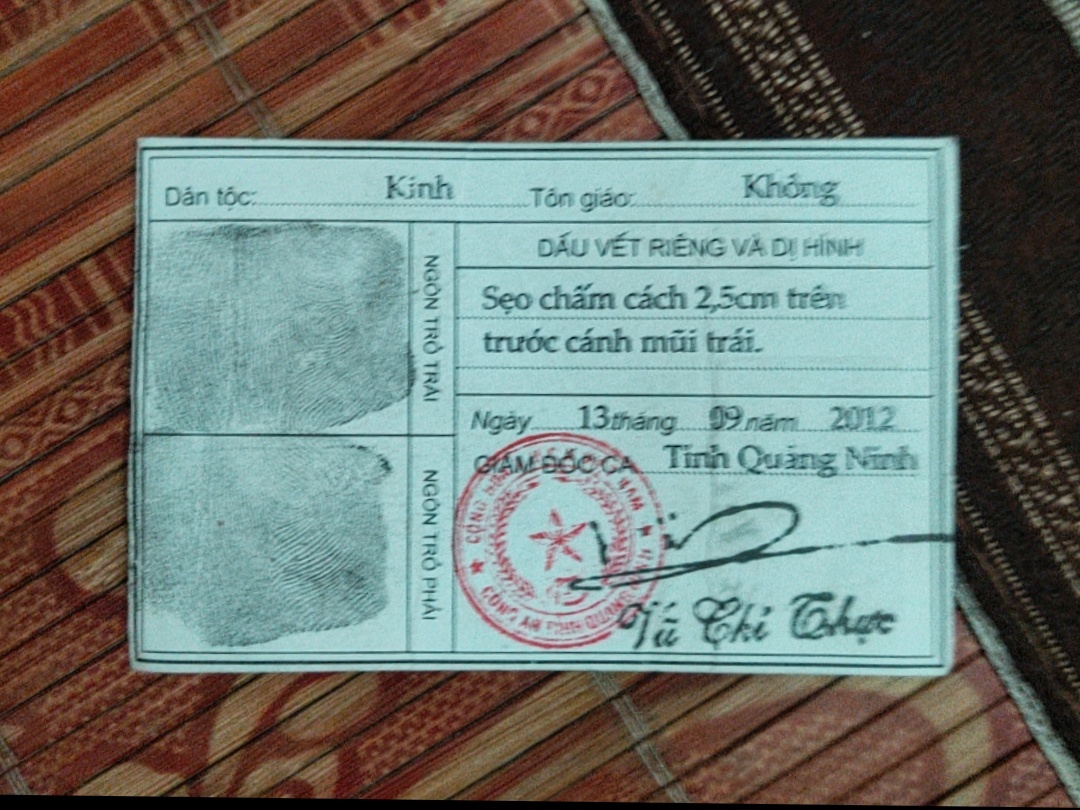 Dân tộc: Kinh Tôn giáo: Không
NGÓN TRỎ TRÁI
DẤU VẾT RIÊNG VÀ DỊ HÌNH
Sẹo chấm cách 2,5cm trên
trước cánh mũi trái.
NGÓN TRỎ PHẢI
Ngày 13 tháng 09 năm 2012
GIÁM ĐỐC CA Tỉnh Quảng Ninh
CÔNG AN TỈNH QUẢNG NINH
Vũ Chí Thực